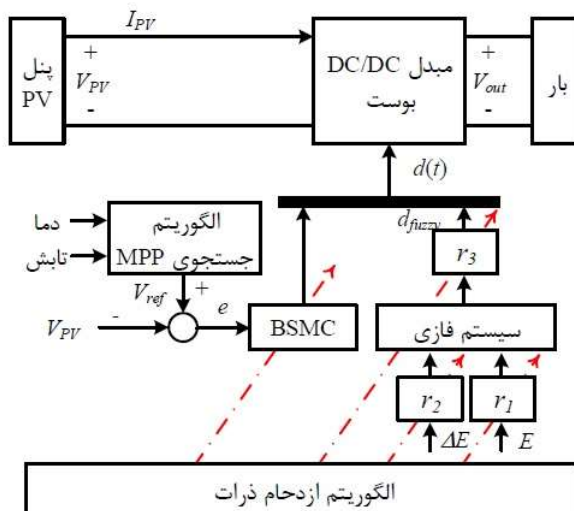 I_PV
پنل
PV
+
V_PV
-
مبدل DC/DC
بوست
+
V_out
-
بار
d(t)
دما
تابش
الگوریتم
جستجوی MPP
d_fuzzy
r_3
V_ref
+
V_PV
-
e
BSMC
سیستم فازی
r_2
r_1
ΔE
E
الگوریتم ازدحام ذرات